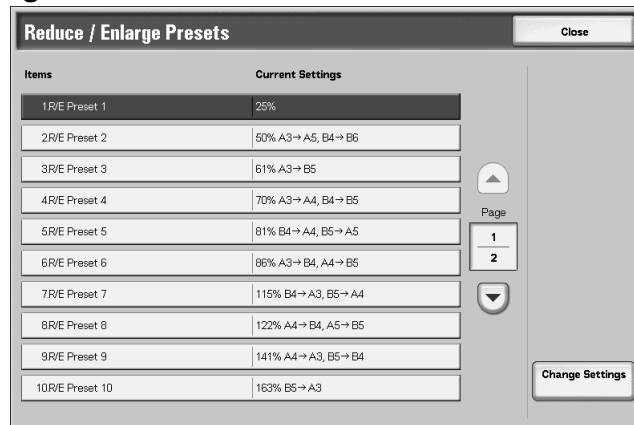 Reduce / Enlarge Presets
Close
Items Current Settings
1.R/E Preset 1 25%
2.R/E Preset 2 50% A3→A5, B4→B6
3.R/E Preset 3 61% A3→B5
4.R/E Preset 4 70% A3→A4, B4→B5
5.R/E Preset 5 81% B4→A4, B5→A5
6.R/E Preset 6 86% A3→B4, A4→B5
7.R/E Preset 7 115% B4→A3, B5→A4
8.R/E Preset 8 122% A4→B4, A5→B5
9.R/E Preset 9 141% A4→A3, B5→B4
10.R/E Preset 10 163% B5→A3
Page
1
2
Change Settings